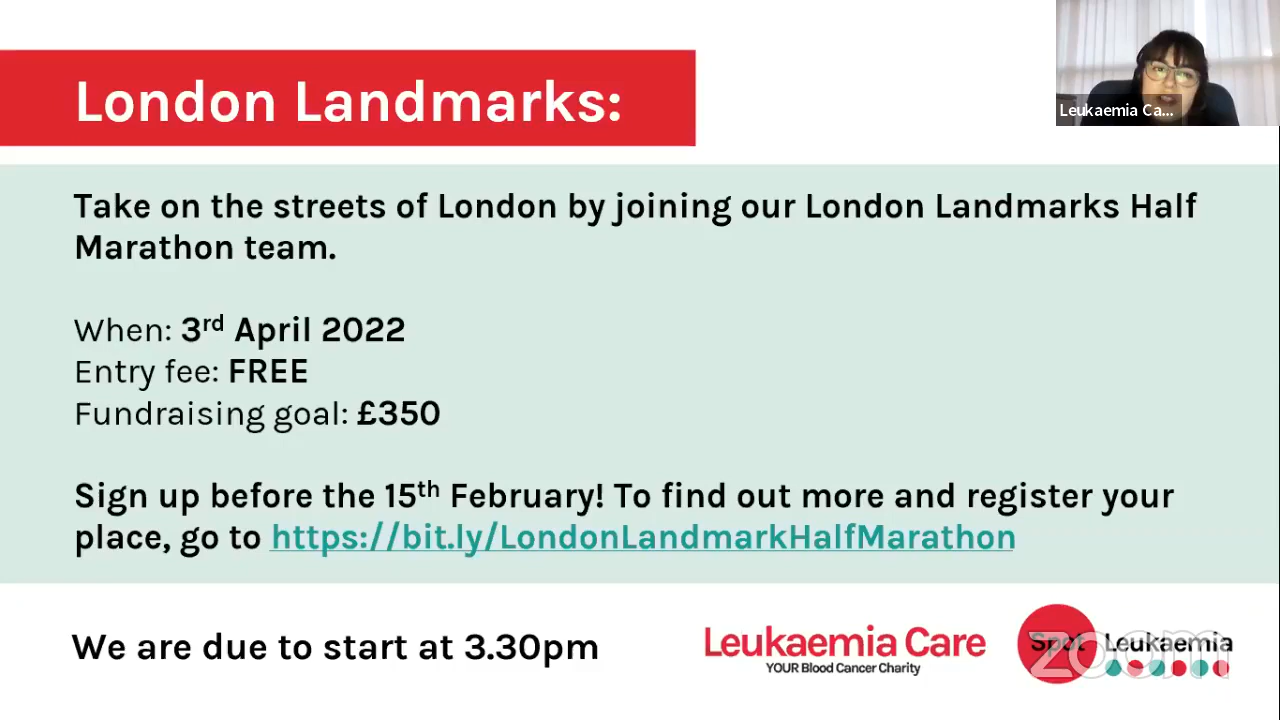 London Landmarks:
Leukaemia Ca...
Take on the streets of London by joining our London Landmarks Half
Marathon team.
When: 3rd April 2022
Entry fee: FREE
Fundraising goal: £350
Sign up before the 15th February! To find out more and register your
place, go to https://bit.ly/LondonLandmarkHalfMarathon
We are due to start at 3.30pm
Leukaemia Care
YOUR Blood Cancer Charity
Spot Leukaemia
zoom